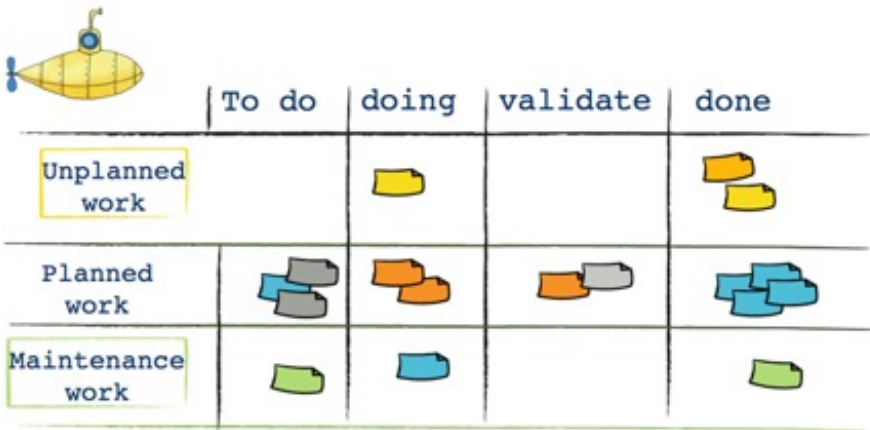 To do doing validate done
Unplanned
work
Planned
work
Maintenance
work